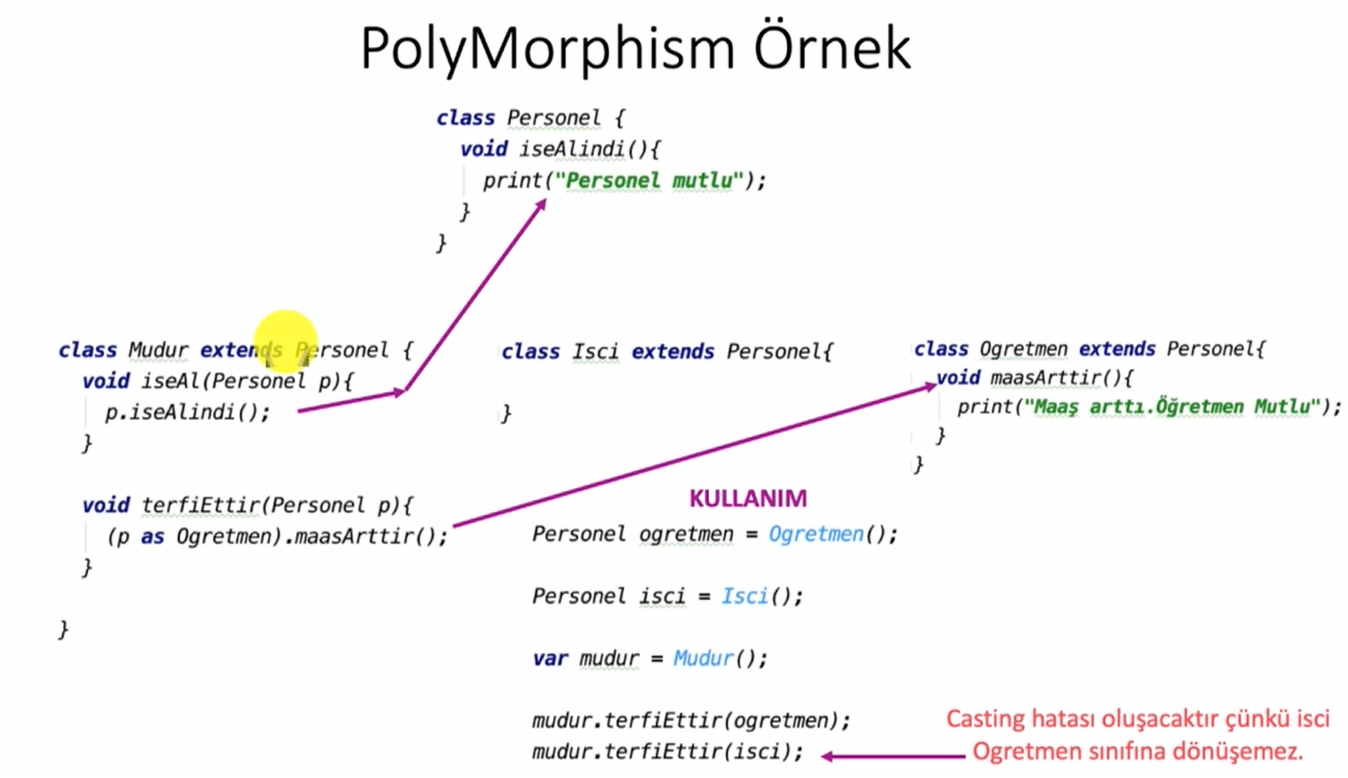 PolyMorphism Örnek
class Personel {
void iseAlindi(){
print("Personel mutlu");
}
}
class Mudur extends Personel {
void iseAl(Personel p){
p.iseAlindi();
}
void terfiEttir(Personel p){
(p as Ogretmen).maasArttir();
}
}
class Isci extends Personel{
}
class Ogretmen extends Personel{
void maasArttir(){
print("Maaş arttı.Öğretmen Mutlu");
}
}
KULLANIM
Personel ogretmen = Ogretmen();
Personel isci = Isci();
var mudur = Mudur();
mudur.terfiEttir(ogretmen);
mudur.terfiEttir(isci);
Casting hatası oluşacaktır çünkü isci
Ogretmen sınıfına dönüşemez.